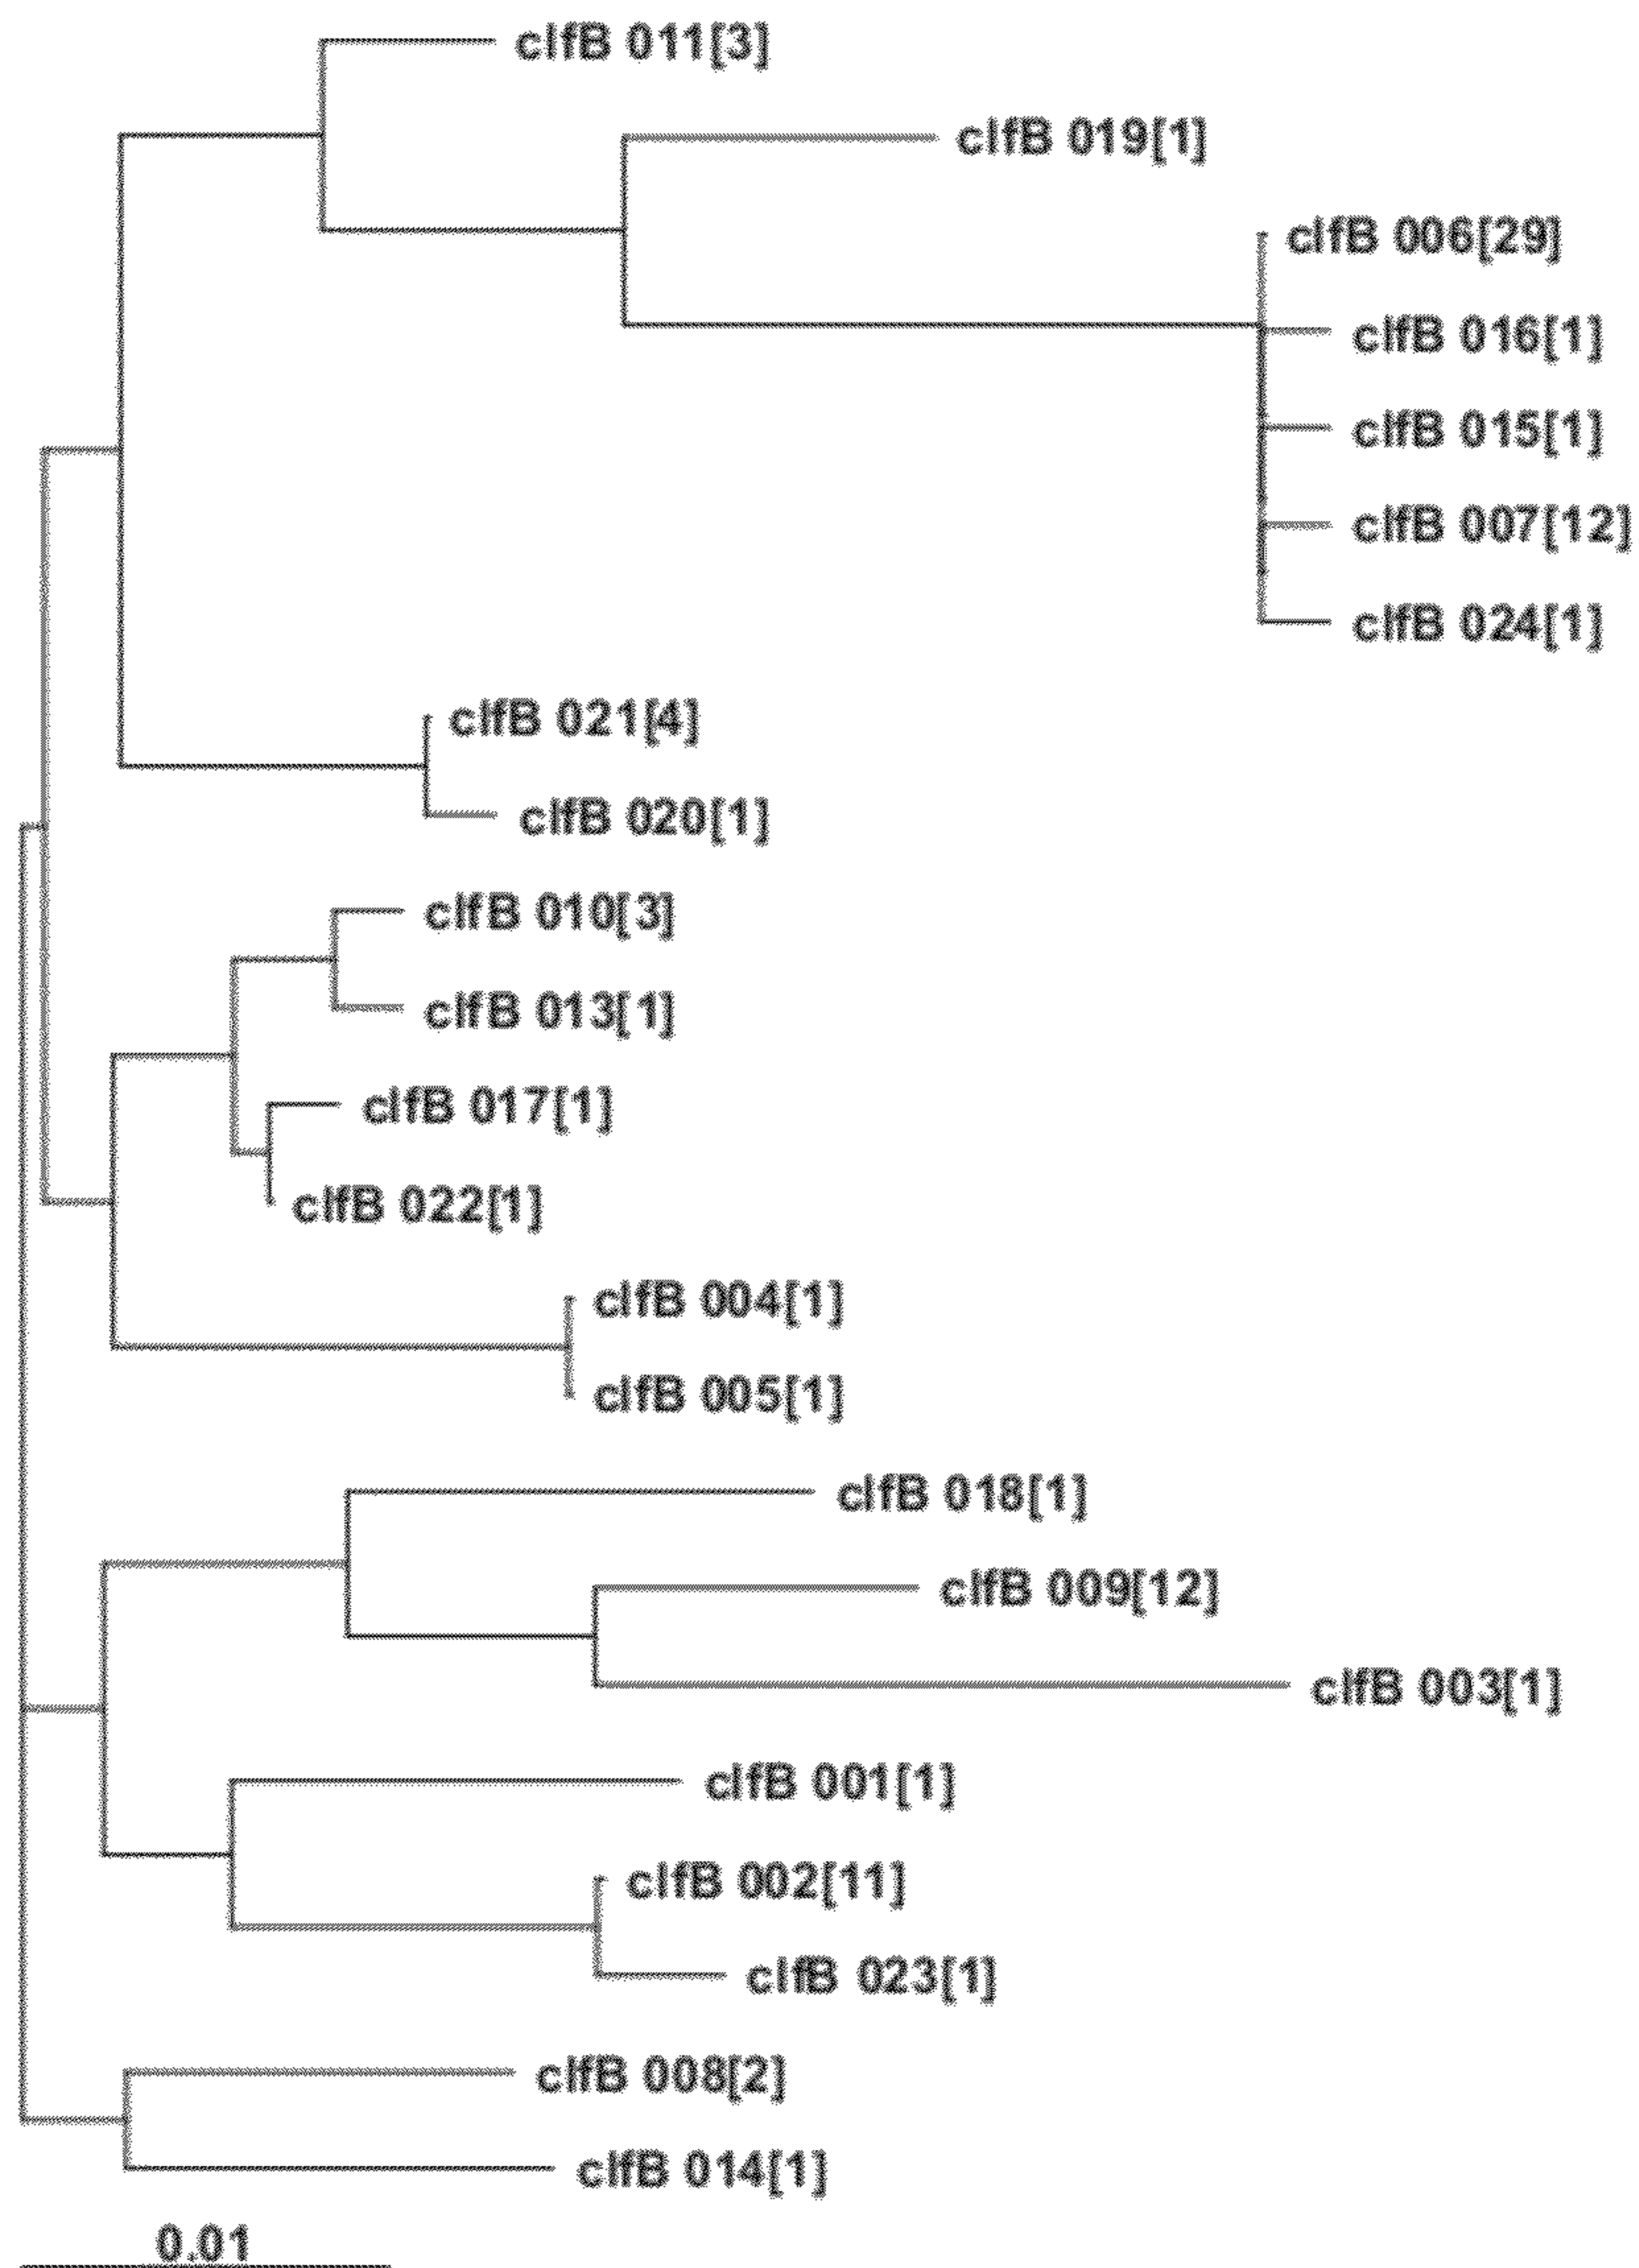 clfB 011[3]
clfB 019[1]
clfB 006[29]
clfB 016[1]
clfB 015[1]
clfB 007[12]
clfB 024[1]
clfB 021[4]
clfB 020[1]
clfB 010[3]
clfB 013[1]
clfB 017[1]
clfB 022[1]
clfB 004[1]
clfB 005[1]
clfB 018[1]
clfB 009[12]
clfB 003[1]
clfB 001[1]
clfB 002[11]
clfB 023[1]
clfB 008[2]
clfB 014[1]
0.01